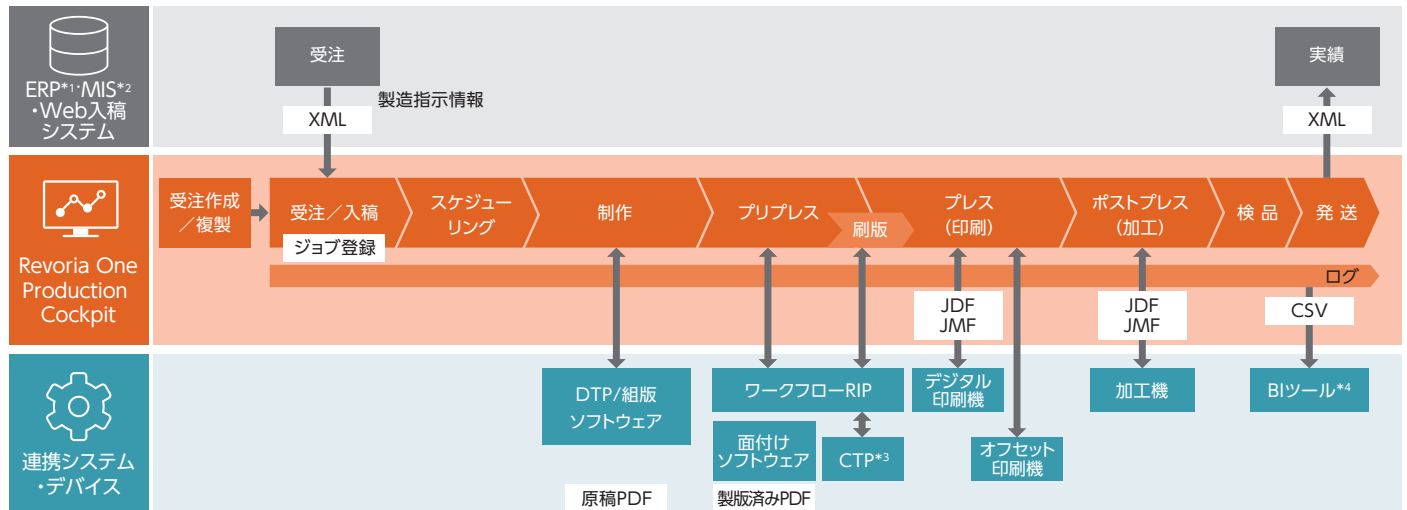 ERP*1·MIS*2
・Web入稿
システム
受注
製造指示情報
XML
実績
XML
Revoria One
Production
Cockpit
受注作成
／複製
受注／入稿
ジョブ登録
スケジュー
リング
制作
プリプレス
刷版
プレス
（印刷）
ポストプレス
（加工）
検品
発送
ログ
JDF
JMF
JDF
JMF
CSV
連携システム
・デバイス
DTP/組版
ソフトウェア
原稿PDF
ワークフローRIP
面付け
ソフトウェア
CTP*3
製版済みPDF
デジタル
印刷機
オフセット
印刷機
加工機
BIツール*4